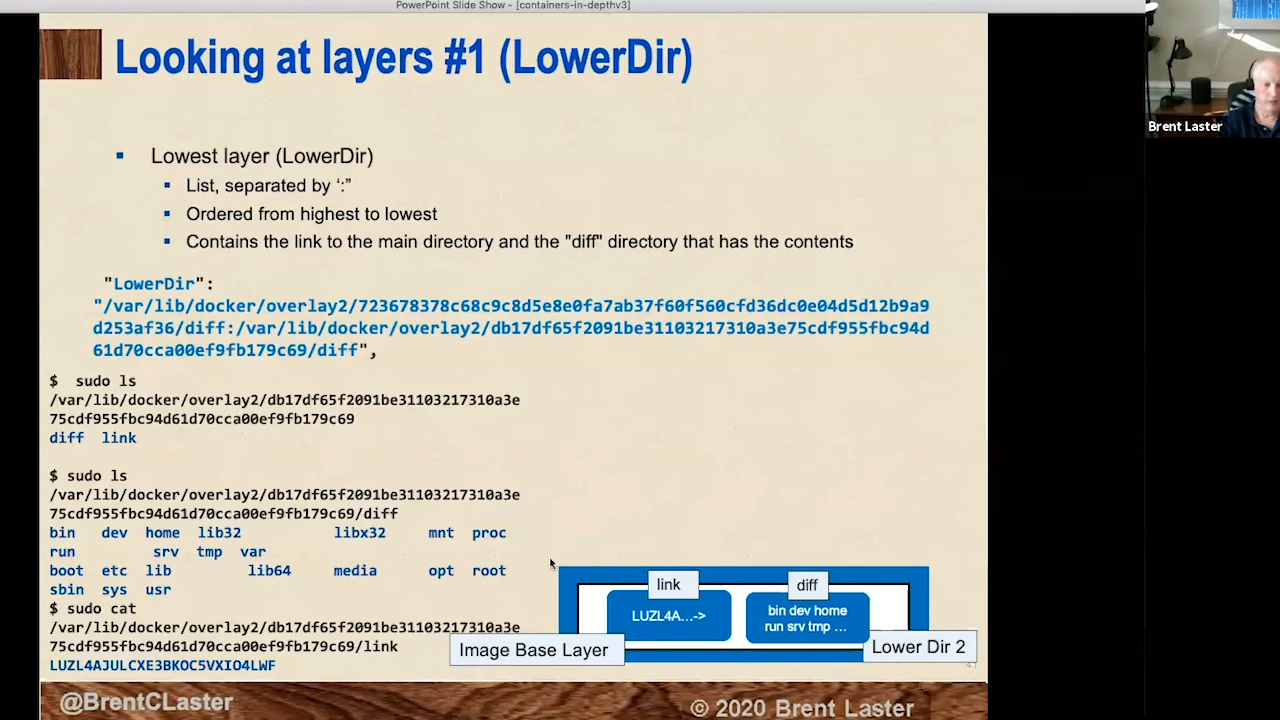 PowerPoint Slide Show - [containers-in-depthv3]
Looking at layers #1 (LowerDir)
Brent Laster
▪ Lowest layer (LowerDir)
▪ List, separated by ‘:”
▪ Ordered from highest to lowest
▪ Contains the link to the main directory and the "diff" directory that has the contents
"LowerDir":
"/var/lib/docker/overlay2/723678378c68c9c8d5e8e0fa7ab37f60f560cfd36dc0e04d5d12b9a9
d253af36/diff:/var/lib/docker/overlay2/db17df65f2091be31103217310a3e75cdf955fbc94d
61d70cca00ef9fb179c69/diff",
$ sudo ls
/var/lib/docker/overlay2/db17df65f2091be31103217310a3e
75cdf955fbc94d61d70cca00ef9fb179c69
diff link
$ sudo ls
/var/lib/docker/overlay2/db17df65f2091be31103217310a3e
75cdf955fbc94d61d70cca00ef9fb179c69/diff
bin dev home lib32 libx32 mnt proc
run srv tmp var
boot etc lib lib64 media opt root
sbin sys usr
$ sudo cat
/var/lib/docker/overlay2/db17df65f2091be31103217310a3e
75cdf955fbc94d61d70cca00ef9fb179c69/link
LUZL4AJULCXE3BKOC5VXIO4LWF
link
diff
LUZL4A...->
bin dev home
run srv tmp ...
Image Base Layer
Lower Dir 2
@BrentCLaster
© 2020 Brent Laster